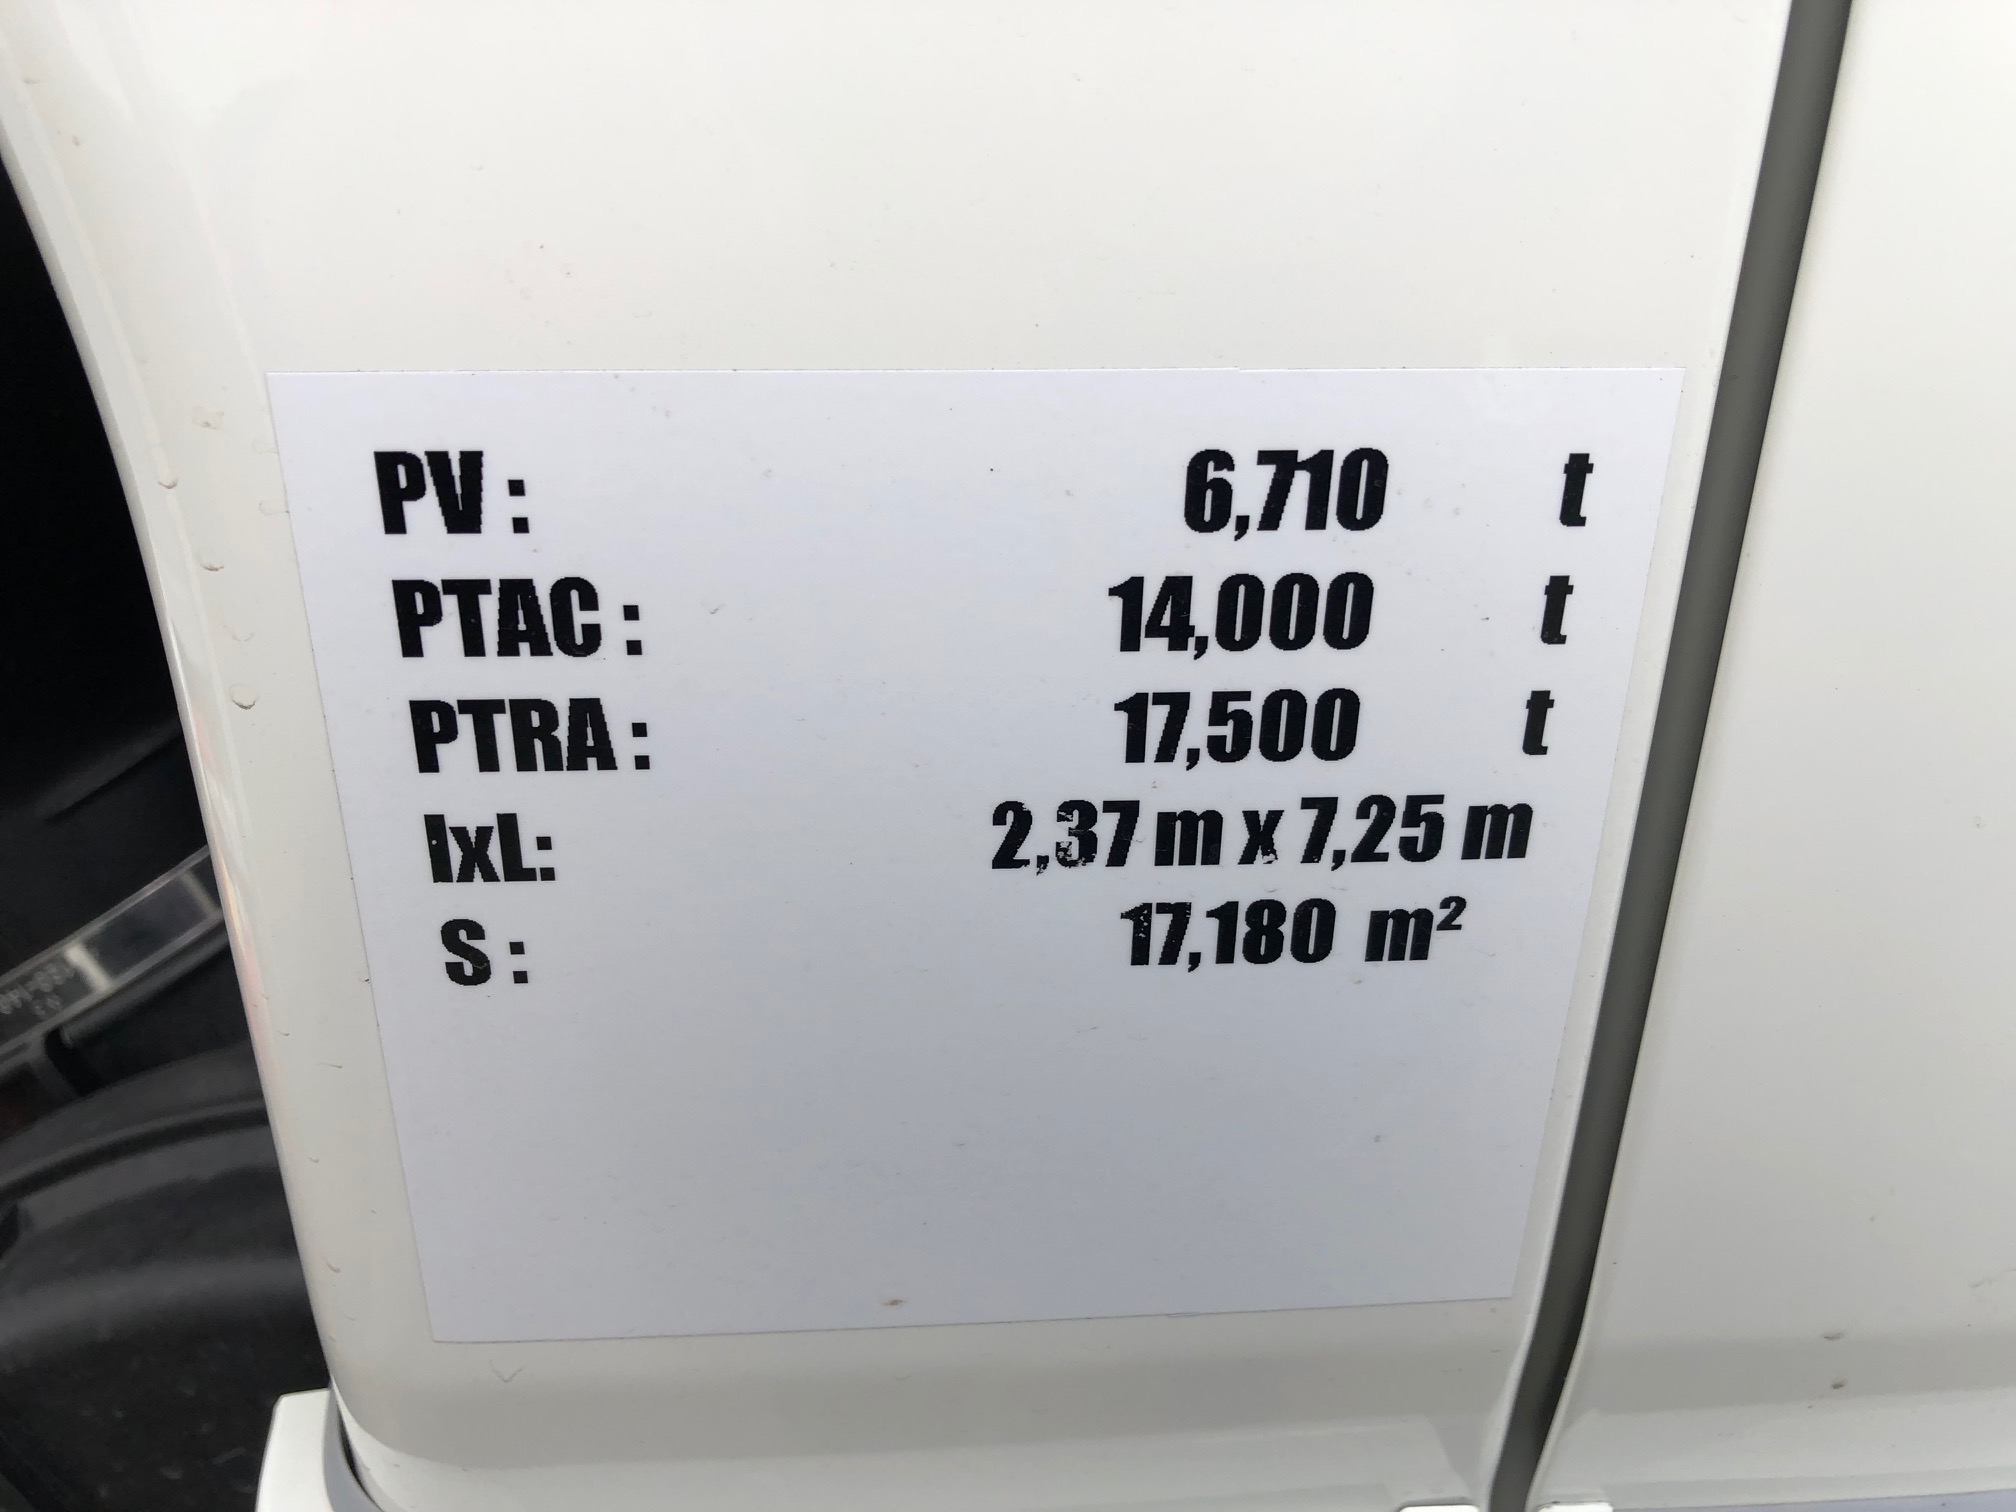 PV : 6,710 t
PTAC : 14,000 t
PTRA : 17,500 t
lxL: 2,37 m x 7,25 m
S : 17,180 m²